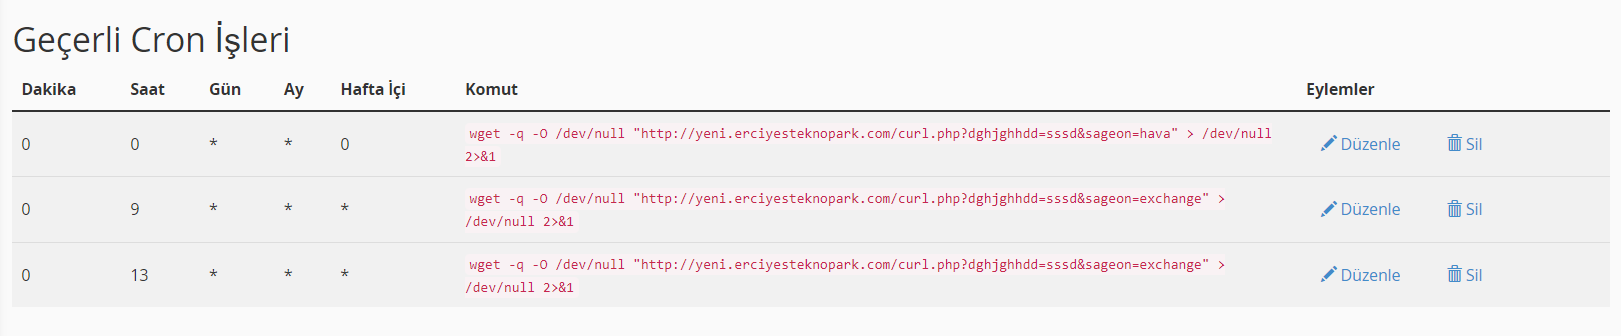 Geçerli Cron İşleri
Dakika Saat Gün Ay Hafta İçi Komut Eylemler
0 0 * * 0 wget -q -O /dev/null "http://yeni.erciyesteknopark.com/curl.php?dghjghhdd=sssd&sageon=hava" > /dev/null
2>&1
Düzenle Sil
0 9 * * * wget -q -O /dev/null "http://yeni.erciyesteknopark.com/curl.php?dghjghhdd=sssd&sageon=exchange" >
/dev/null 2>&1
Düzenle Sil
0 13 * * * wget -q -O /dev/null "http://yeni.erciyesteknopark.com/curl.php?dghjghhdd=sssd&sageon=exchange" >
/dev/null 2>&1
Düzenle Sil